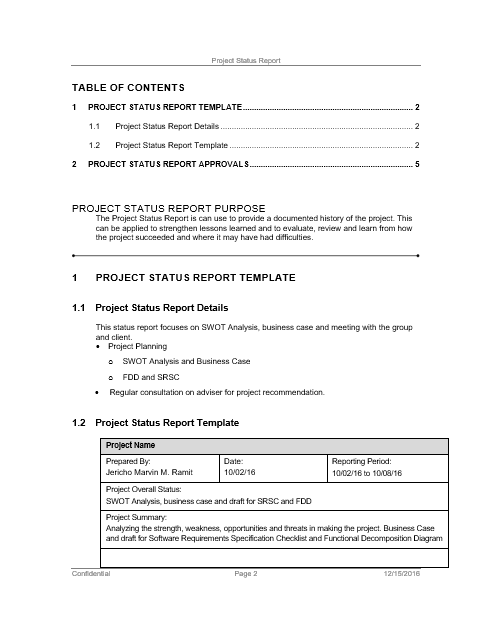 Project Status Report
TABLE OF CONTENTS
1 PROJECT STATUS REPORT TEMPLATE 2
1.1 Project Status Report Details 2
1.2 Project Status Report Template 2
2 PROJECT STATUS REPORT APPROVALS 5
PROJECT STATUS REPORT PURPOSE
The Project Status Report is can use to provide a documented history of the project. This
can be applied to strengthen lessons learned and to evaluate, review and learn from how
the project succeeded and where it may have had difficulties.
1 PROJECT STATUS REPORT TEMPLATE
1.1 Project Status Report Details
This status report focuses on SWOT Analysis, business case and meeting with the group
and client.
• Project Planning
o SWOT Analysis and Business Case
o FDD and SRSC
• Regular consultation on adviser for project recommendation.
1.2 Project Status Report Template
Project Name
Prepared By: Date: Reporting Period:
Jericho Marvin M. Ramit 10/02/16 10/02/16 to 10/08/16
Project Overall Status:
SWOT Analysis, business case and draft for SRSC and FDD
Project Summary:
Analyzing the strength, weakness, opportunities and threats in making the project. Business Case
and draft for Software Requirements Specification Checklist and Functional Decomposition Diagram
Confidential Page 2 12/15/2016